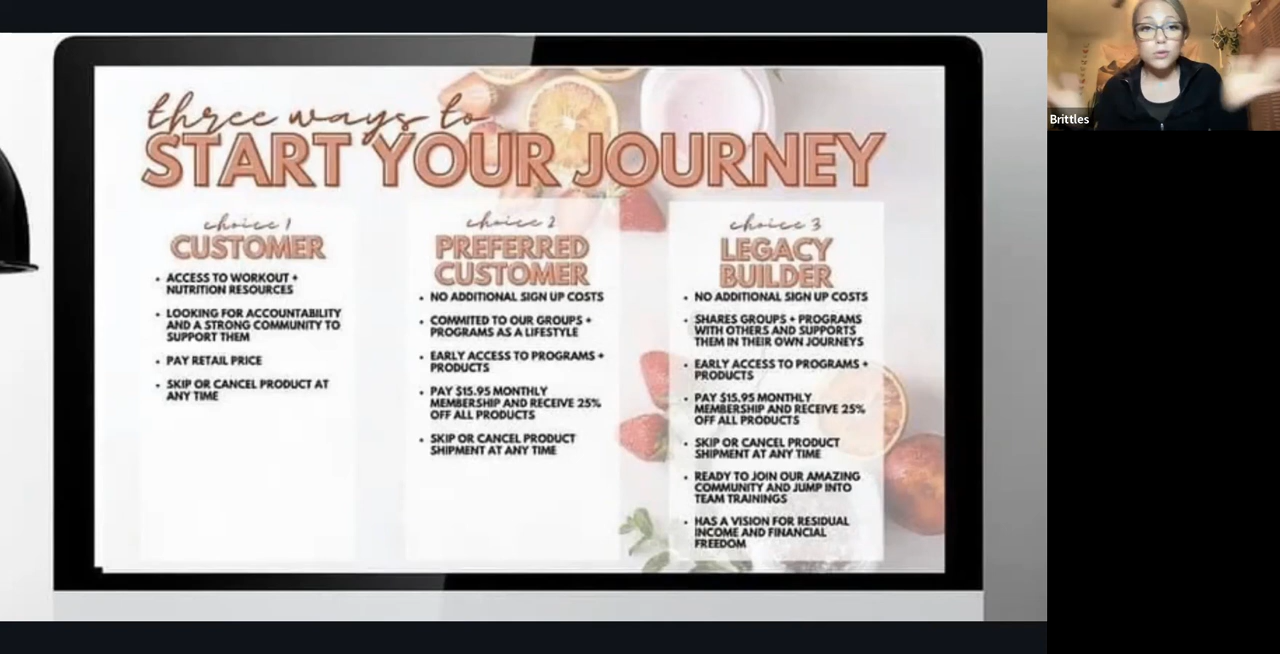 three ways to
START YOUR JOURNEY
choice 1
CUSTOMER
• ACCESS TO WORKOUT +
NUTRITION RESOURCES
• LOOKING FOR ACCOUNTABILITY
AND A STRONG COMMUNITY TO
SUPPORT THEM
• PAY RETAIL PRICE
• SKIP OR CANCEL PRODUCT AT
ANY TIME
choice 2
PREFERRED
CUSTOMER
• NO ADDITIONAL SIGN UP COSTS
• COMMITED TO OUR GROUPS +
PROGRAMS AS A LIFESTYLE
• EARLY ACCESS TO PROGRAMS +
PRODUCTS
• PAY $15.95 MONTHLY
MEMBERSHIP AND RECEIVE 25%
OFF ALL PRODUCTS
• SKIP OR CANCEL PRODUCT
SHIPMENT AT ANY TIME
choice 3
LEGACY
BUILDER
• NO ADDITIONAL SIGN UP COSTS
• SHARES GROUPS + PROGRAMS
WITH OTHERS AND SUPPORTS
THEM IN THEIR OWN JOURNEYS
• EARLY ACCESS TO PROGRAMS +
PRODUCTS
• PAY $15.95 MONTHLY
MEMBERSHIP AND RECEIVE 25%
OFF ALL PRODUCTS
• SKIP OR CANCEL PRODUCT
SHIPMENT AT ANY TIME
• READY TO JOIN OUR AMAZING
COMMUNITY AND JUMP INTO
TEAM TRAININGS
• HAS A VISION FOR RESIDUAL
INCOME AND FINANCIAL
FREEDOM
Brittles